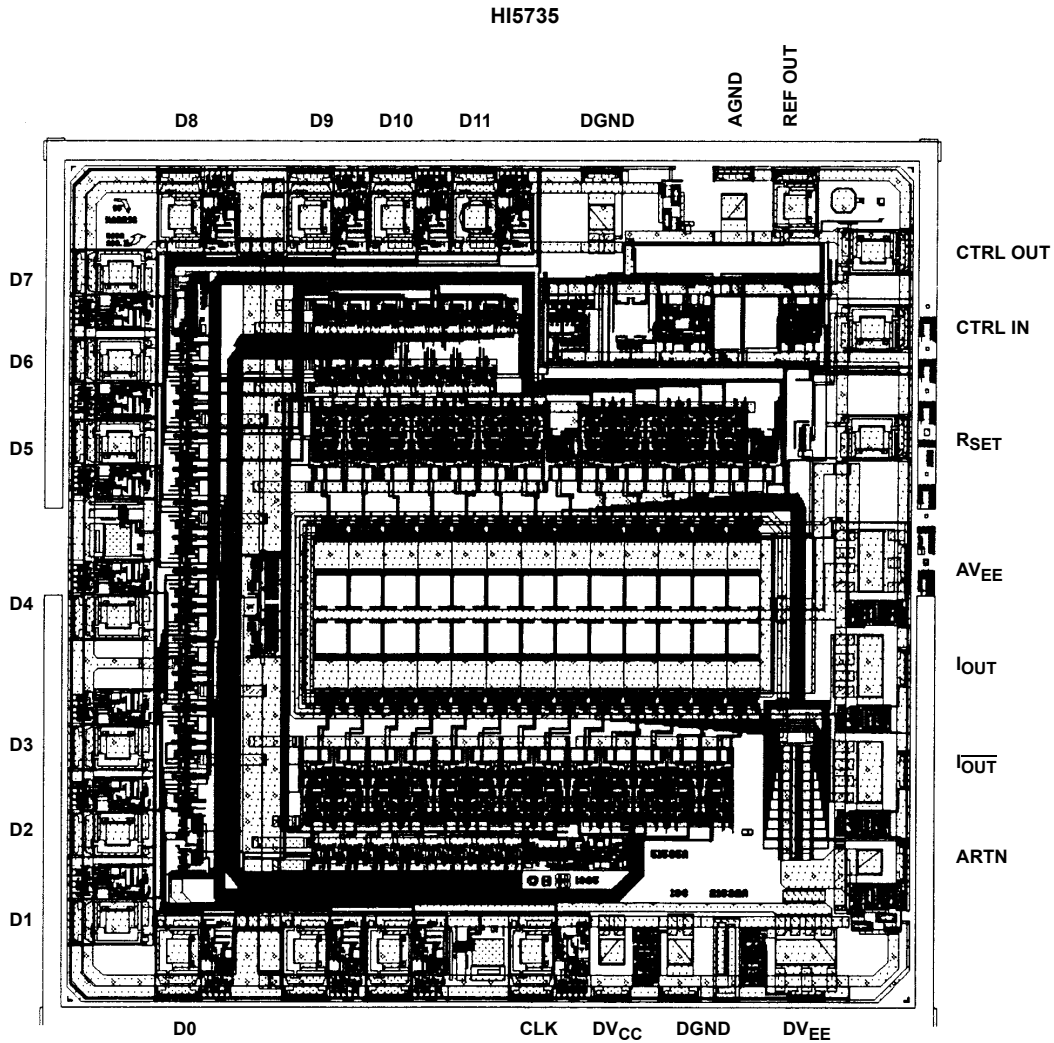 HI5735
D8
D9
D10
D11
DGND
AGND
REF OUT
D7
D6
D5
D4
D3
D2
D1
CTRL OUT
CTRL IN
RSET
AVEE
IOUT
IOUT
ARTN
D0
CLK
DVCC
DGND
DVEE